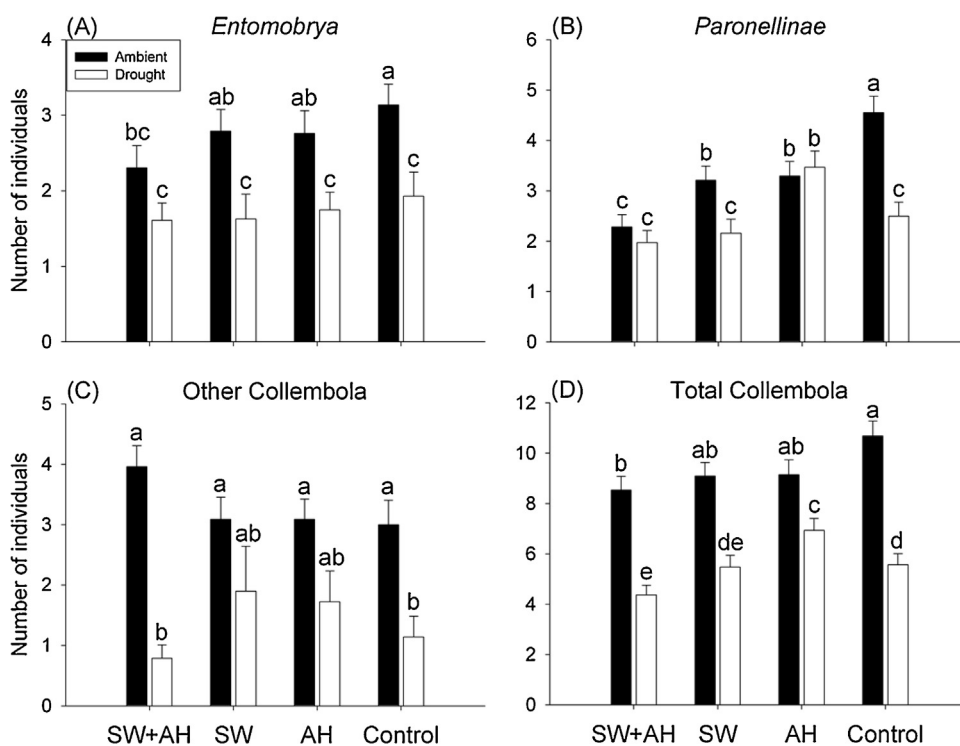 (A) Entomobrya
4
3
2
1
0
Number of individuals
Ambient
Drought
bc
c
ab
c
ab
c
a
c
(B) Paronellinae
6
5
4
3
2
1
0
c
c
b
c
b
b
a
c
(C) Other Collembola
5
4
3
2
1
0
Number of individuals
a
b
a
ab
a
ab
a
b
SW+AH SW AH Control
(D) Total Collembola
12
10
8
6
4
2
0
b
e
ab
de
ab
c
a
d
SW+AH SW AH Control